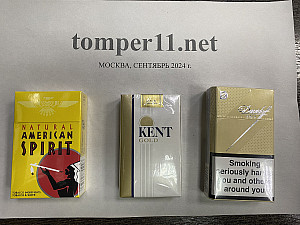 tomper11.net
МОСКВА, СЕНТЯБРЬ 2024 г.
NATURAL
AMERICAN
SPIRIT
KENT
GOLD
Smoking
seriously harms
you and others
around you